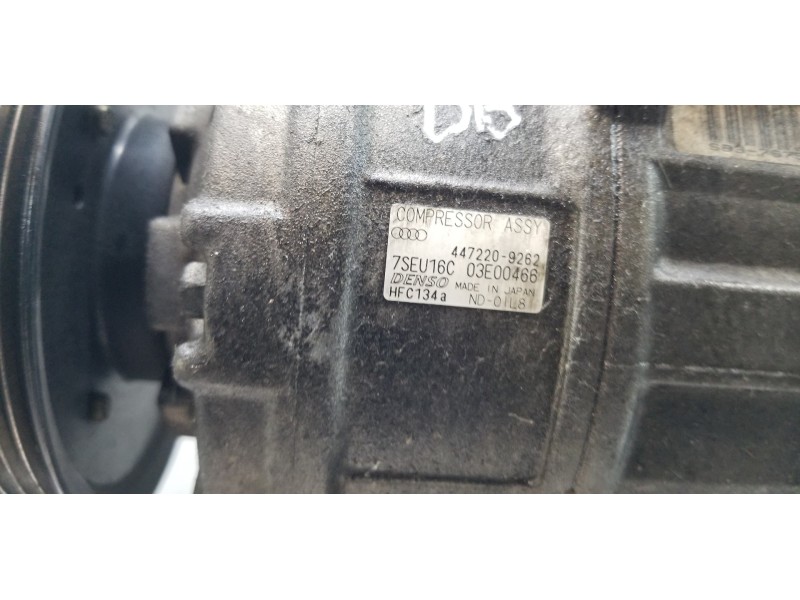 COMPRESSOR ASSY
447220-9262
7SEU16C 03E00466
DENSO MADE IN JAPAN
HFC134a ND-OIL8